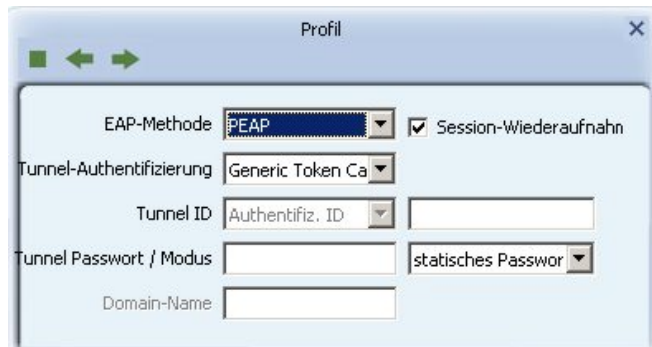 Profil
EAP-Methode PEAP Session-Wiederaufnahn
Tunnel-Authentifizierung Generic Token Ca
Tunnel ID Authentifiz. ID
Tunnel Passwort / Modus statisches Passwor
Domain-Name